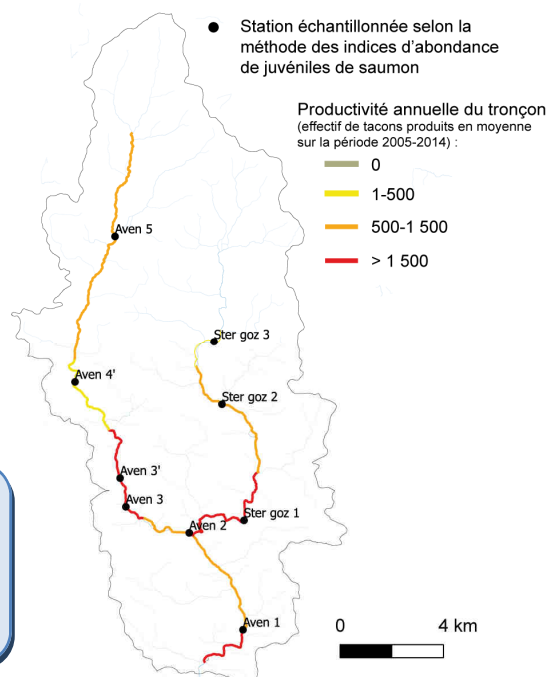 Station échantillonnée selon la
méthode des indices d’abondance
de juvéniles de saumon
Productivité annuelle du tronçon
(effectif de tacons produits en moyenne
sur la période 2005-2014) :
0
1-500
500-1 500
> 1 500
Aven 5
Ster goz 3
Aven 4'
Ster goz 2
Aven 3'
Aven 3
Ster goz 1
Aven 2
Aven 1
0 4 km